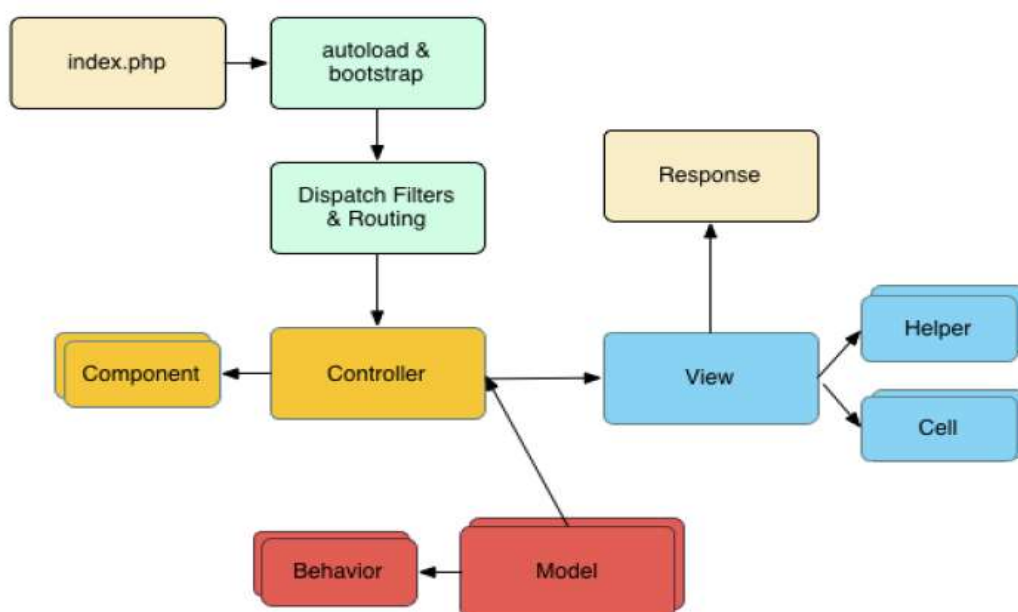 index.php
autoload &
bootstrap
Dispatch Filters
& Routing
Response
Component
Controller
View
Helper
Cell
Behavior
Model